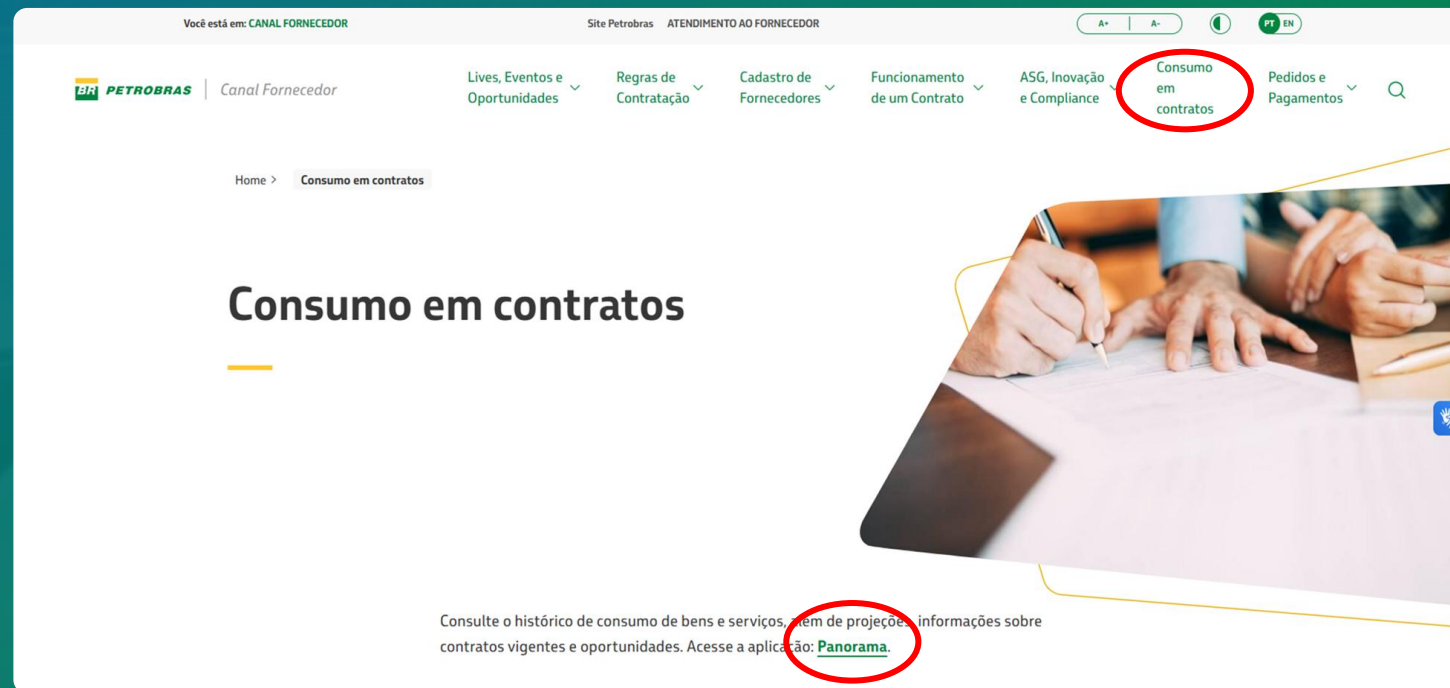 Você está em: CANAL FORNECEDOR
Site Petrobras ATENDIMENTO AO FORNECEDOR
A+ | A-
PT EN
BR PETROBRAS | Canal Fornecedor
Lives, Eventos e
Oportunidades
Regras de
Contratação
Cadastro de
Fornecedores
Funcionamento
de um Contrato
ASG, Inovação
e Compliance
Consumo
em
contratos
Pedidos e
Pagamentos
Home > Consumo em contratos
Consumo em contratos
Consulte o histórico de consumo de bens e serviços, além de projeções, informações sobre
contratos vigentes e oportunidades. Acesse a aplicação: Panorama.